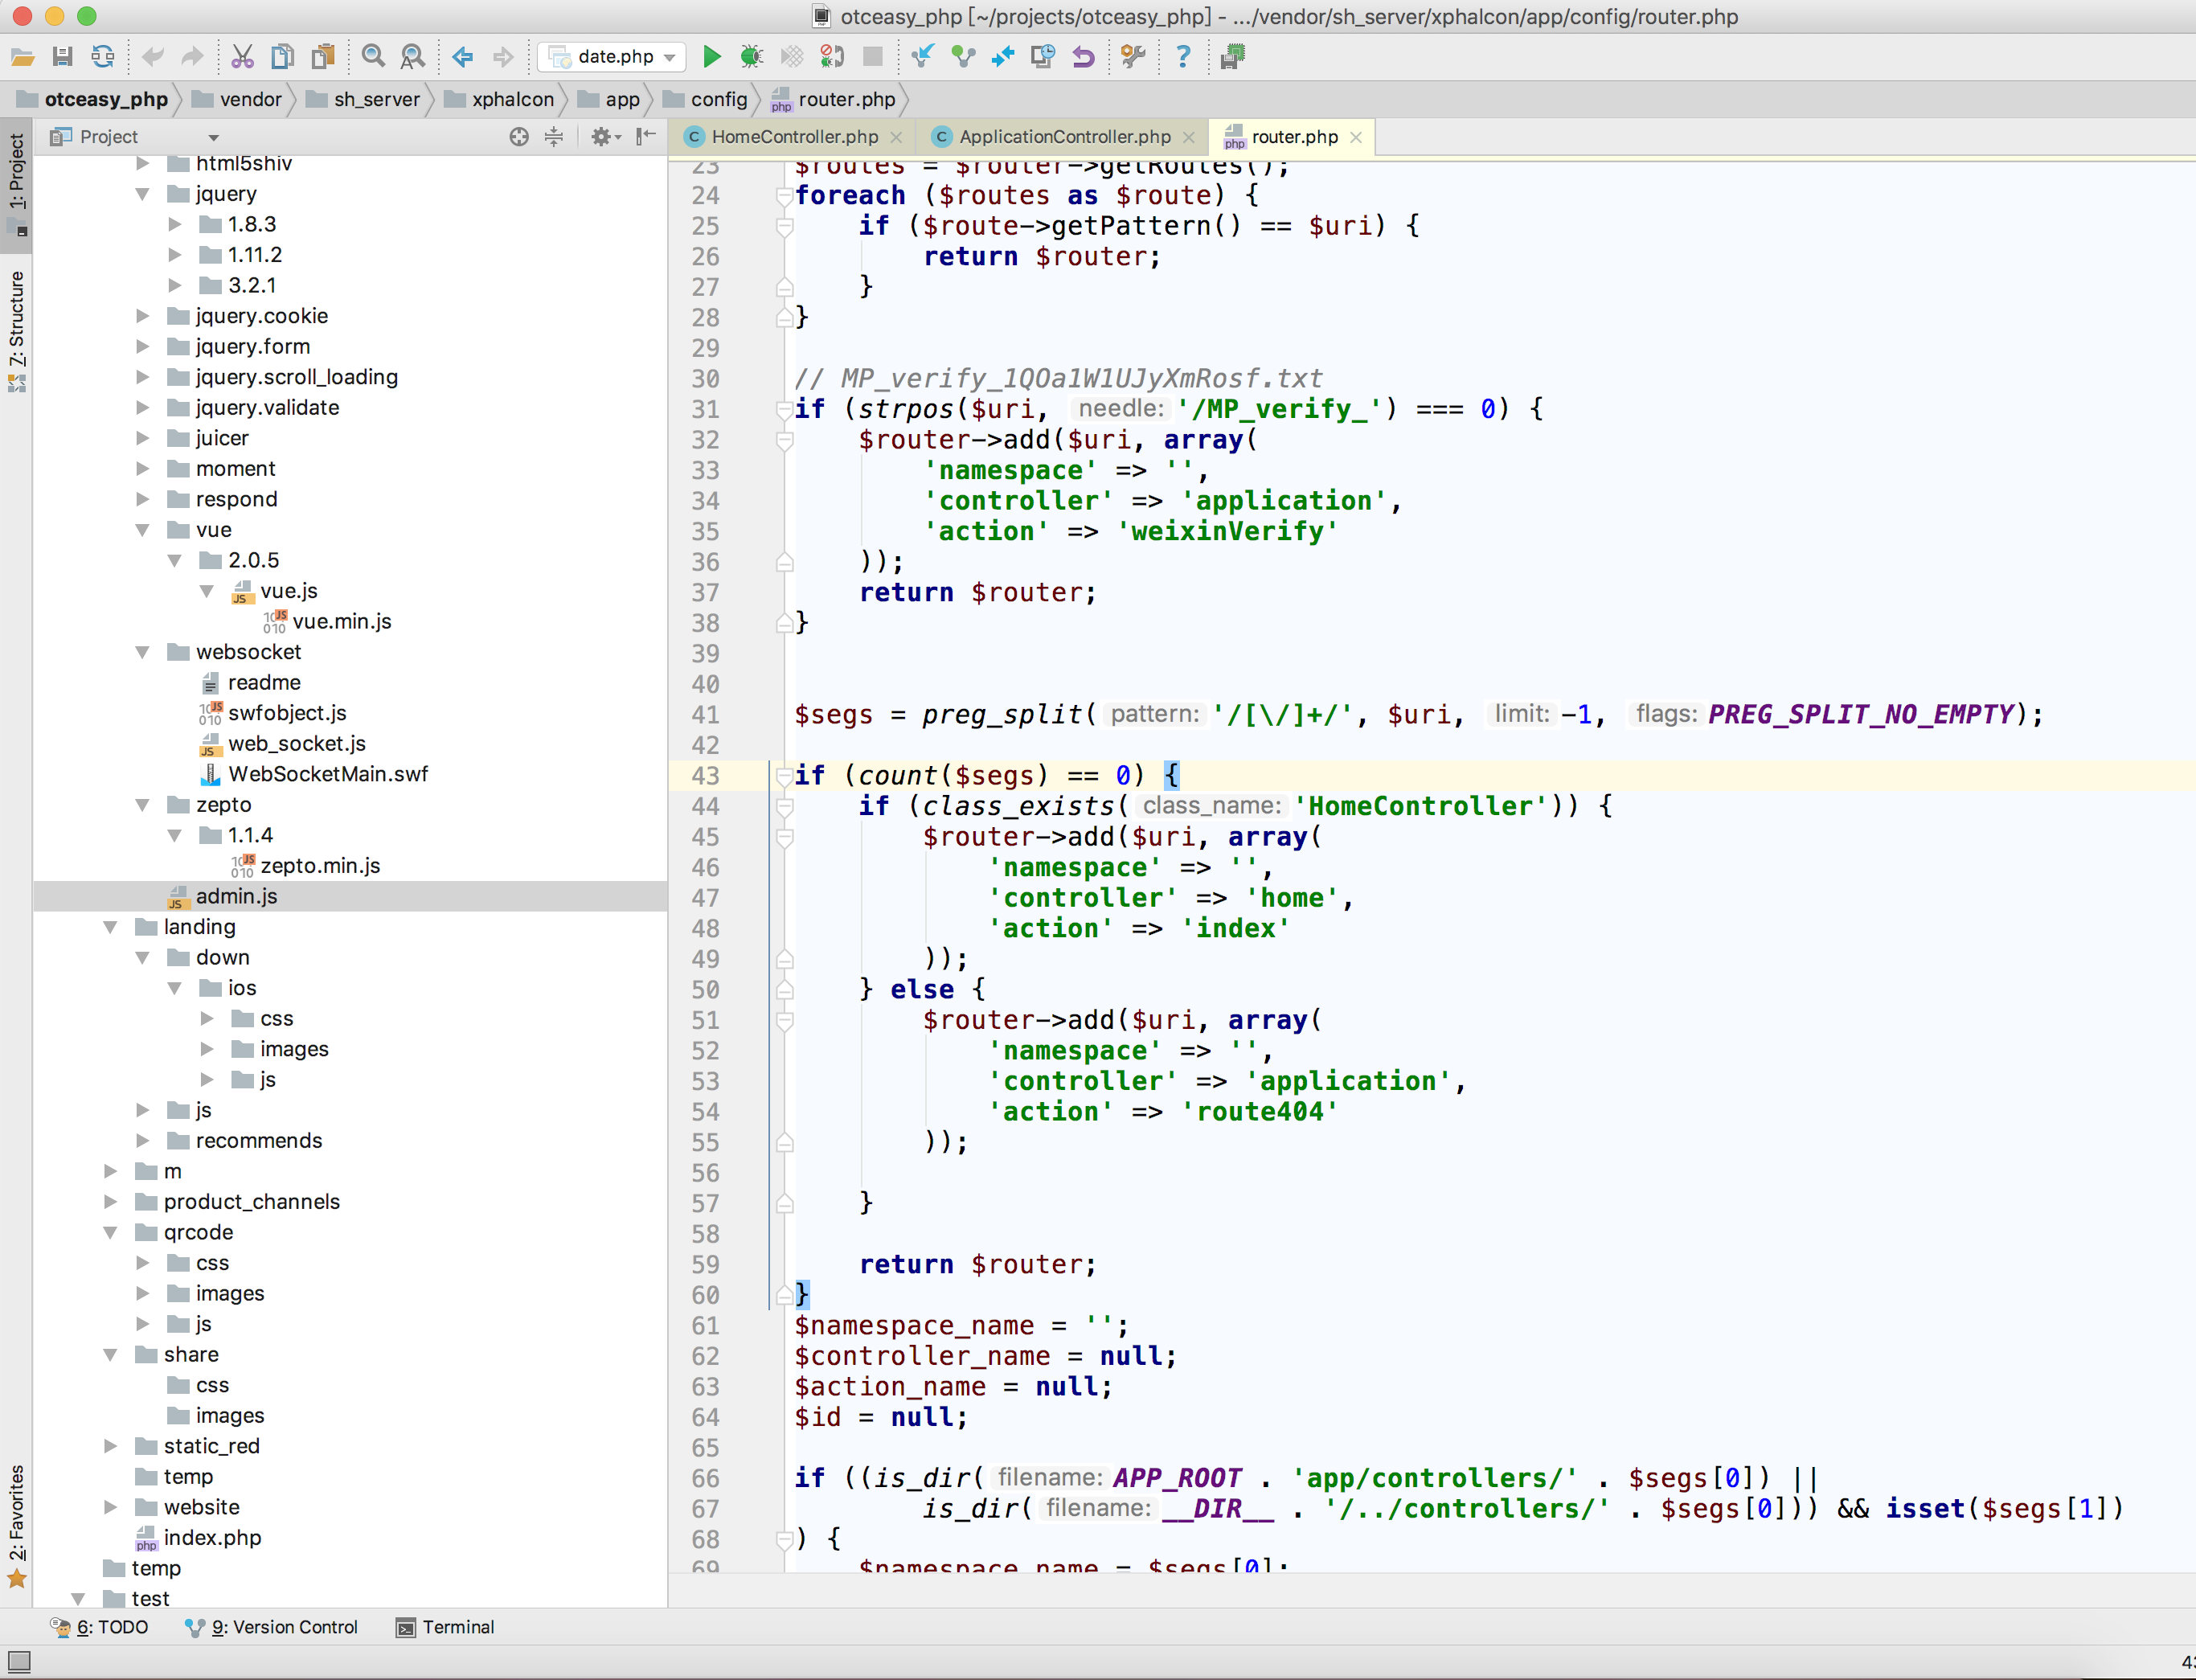 otceasy_php [~/projects/otceasy_php] - .../vendor/sh_server/xphalcon/app/config/router.php
date.php
otceasy_php
vendor
sh_server
xphalcon
app
config
router.php
1: Project
7: Structure
2: Favorites
Project
html5shiv
jquery
1.8.3
1.11.2
3.2.1
jquery.cookie
jquery.form
jquery.scroll_loading
jquery.validate
juicer
moment
respond
vue
2.0.5
vue.js
vue.min.js
websocket
readme
swfobject.js
web_socket.js
WebSocketMain.swf
zepto
1.1.4
zepto.min.js
admin.js
landing
down
ios
css
images
js
js
recommends
m
product_channels
qrcode
css
images
js
share
css
images
static_red
temp
website
index.php
temp
test
HomeController.php
ApplicationController.php
router.php
23 $routes = $router->getRoutes();
24 foreach ($routes as $route) {
25     if ($route->getPattern() == $uri) {
26         return $router;
27     }
28 }
29
30 // MP_verify_1QOa1W1UJyXmRosf.txt
31 if (strpos($uri, needle: '/MP_verify_') === 0) {
32     $router->add($uri, array(
33         'namespace' => '',
34         'controller' => 'application',
35         'action' => 'weixinVerify'
36     ));
37     return $router;
38 }
39
40
41 $segs = preg_split( pattern: '/[\/]+/', $uri, limit: -1, flags: PREG_SPLIT_NO_EMPTY);
42
43 if (count($segs) == 0) {
44     if (class_exists( class_name: 'HomeController')) {
45         $router->add($uri, array(
46             'namespace' => '',
47             'controller' => 'home',
48             'action' => 'index'
49         ));
50     } else {
51         $router->add($uri, array(
52             'namespace' => '',
53             'controller' => 'application',
54             'action' => 'route404'
55         ));
56
57     }
58
59     return $router;
60 }
61 $namespace_name = '';
62 $controller_name = null;
63 $action_name = null;
64 $id = null;
65
66 if ((is_dir( filename: APP_ROOT . 'app/controllers/' . $segs[0]) ||
67         is_dir( filename: __DIR__ . '/../controllers/' . $segs[0])) && isset($segs[1])
68 ) {
69     $namespace_name = $segs[0];
6: TODO
9: Version Control
Terminal